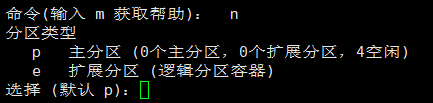 命令(输入 m 获取帮助)： n
分区类型
p 主分区 (0个主分区，0个扩展分区，4空闲)
e 扩展分区 (逻辑分区容器)
选择 (默认 p)：